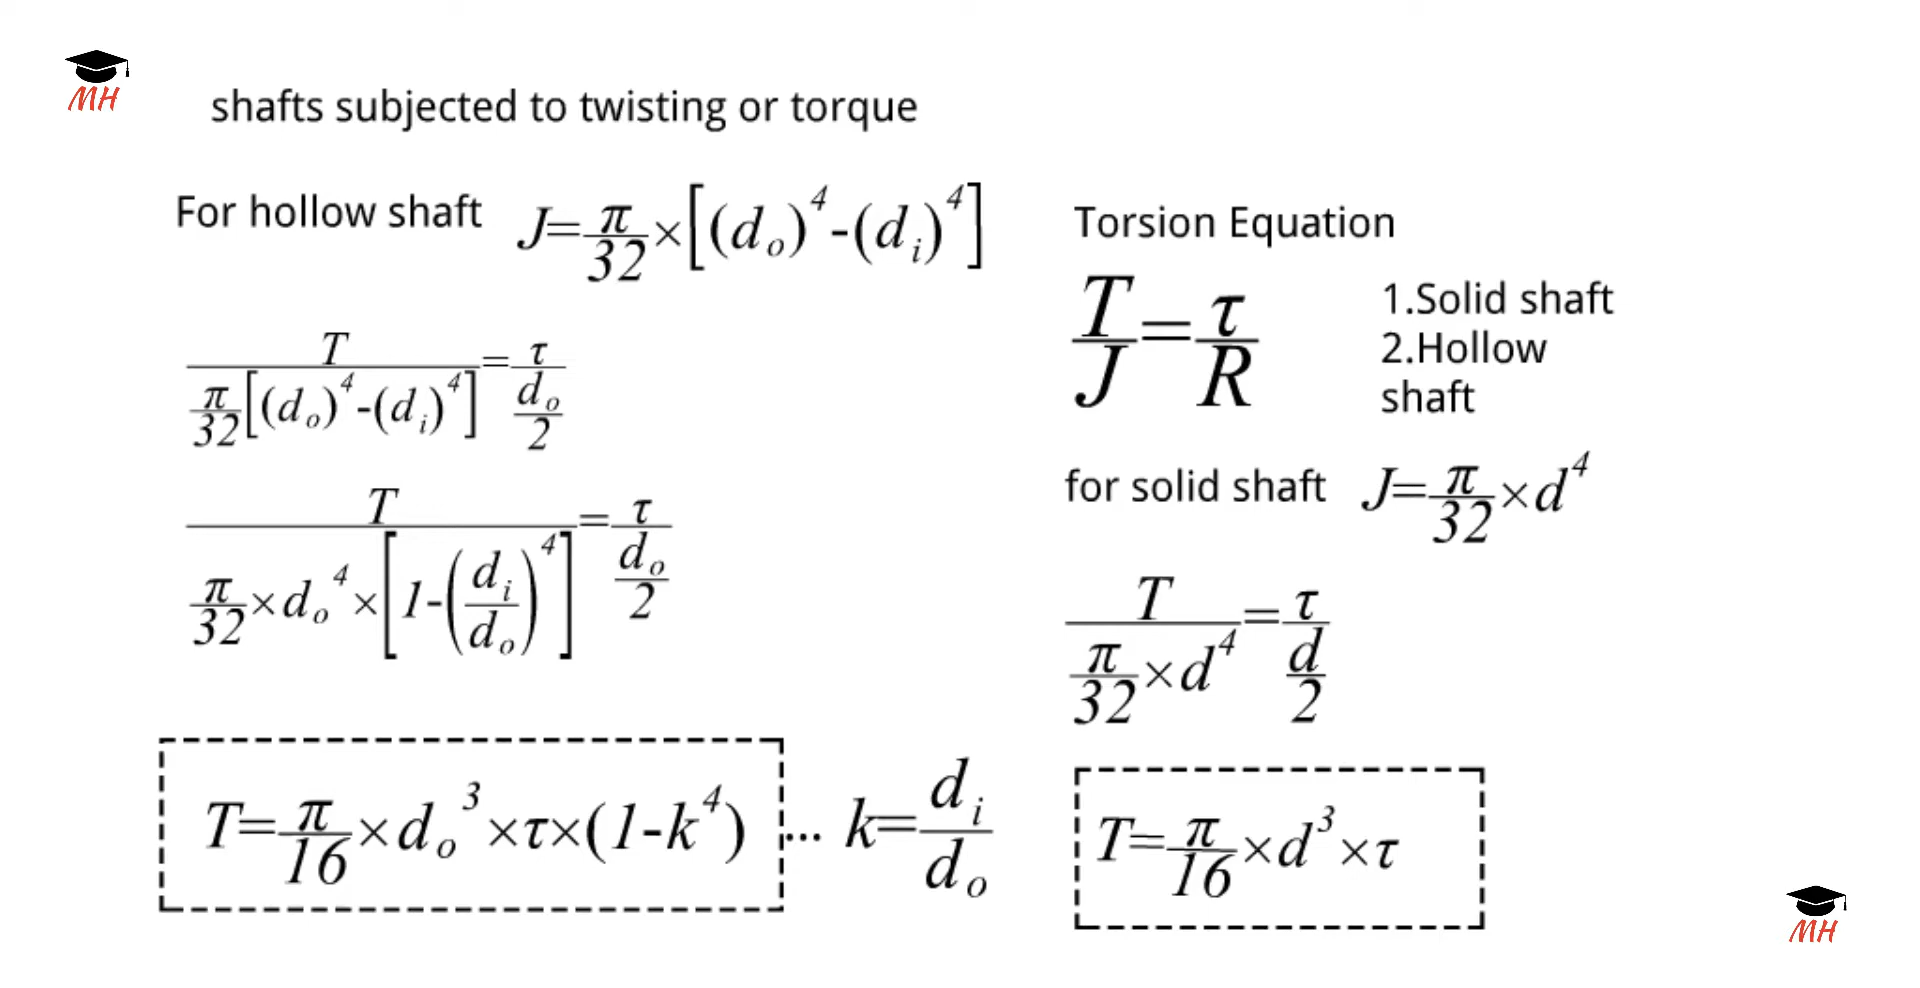 MH
shafts subjected to twisting or torque
For hollow shaft J=π/32×[(d_o)^4-(d_i)^4]
T/(π/32[(d_o)^4-(d_i)^4])=τ/(d_o/2)
T/(π/32×d_o^4×[1-(d_i/d_o)^4])=τ/(d_o/2)
T=π/16×d_o^3×τ×(1-k^4) ... k=d_i/d_o
Torsion Equation
T/J=τ/R
1.Solid shaft
2.Hollow
shaft
for solid shaft J=π/32×d^4
T/(π/32×d^4)=τ/(d/2)
T=π/16×d^3×τ
MH